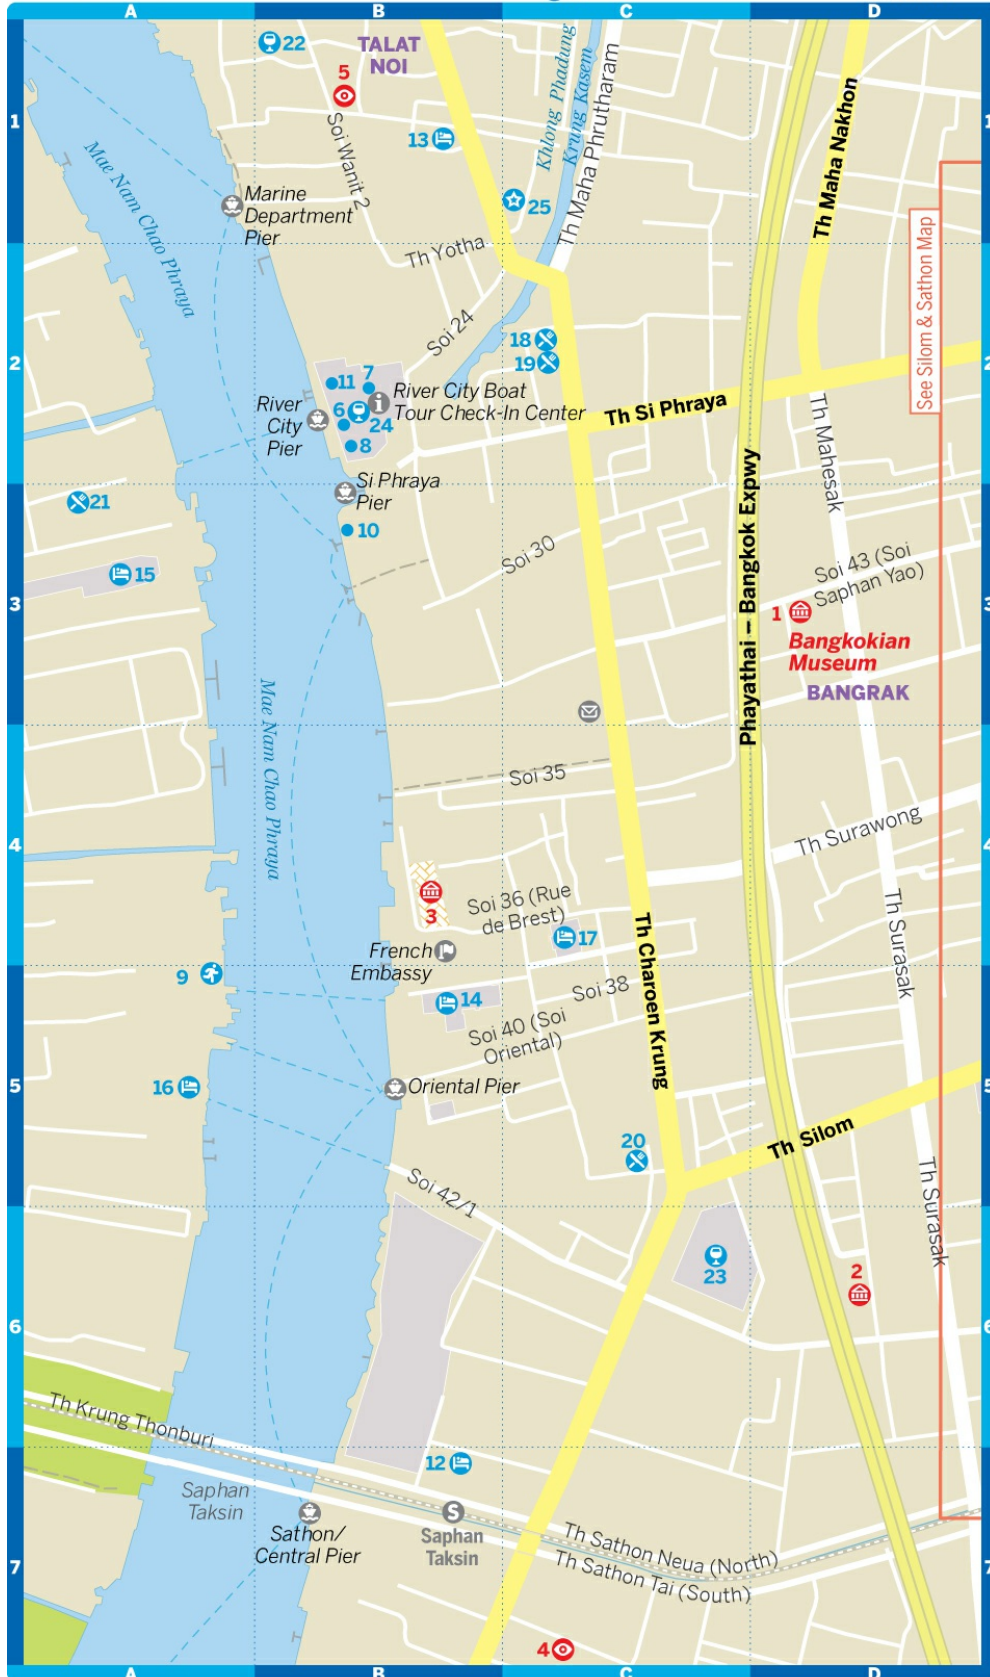 A B C D
22
TALAT
NOI
5
13
Soi Wanit 2
Khlong Phadung
Krung Kasem
Th Maha Phrutharam
Th Maha Nakhon
1
1
Mae Nam Chao Phraya
Marine
Department
Pier
25
Th Yotha
See Silom & Sathon Map
Soi 24
18
19
2
2
11
7
River City Boat
Tour Check-In Center
River
City
Pier
6
24
8
Th Si Phraya
Th Mahesak
Si Phraya
Pier
21
10
Phayathai – Bangkok Expwy
Soi 30
Soi 43 (Soi
Saphan Yao)
15
3
3
1
Bangkokian
Museum
BANGRAK
Mae Nam Chao Phraya
Soi 35
Th Surawong
4
4
3
Soi 36 (Rue
de Brest)
17
Th Charoen Krung
Th Surasak
French
Embassy
9
14
Soi 38
Soi 40 (Soi
Oriental)
16
Oriental Pier
5
5
20
Th Silom
Soi 42/1
Th Surasak
23
2
6
6
Th Krung Thonburi
12
Saphan
Taksin
Sathon/
Central Pier
S
Saphan
Taksin
Th Sathon Neua (North)
Th Sathon Tai (South)
7
7
4
A B C D